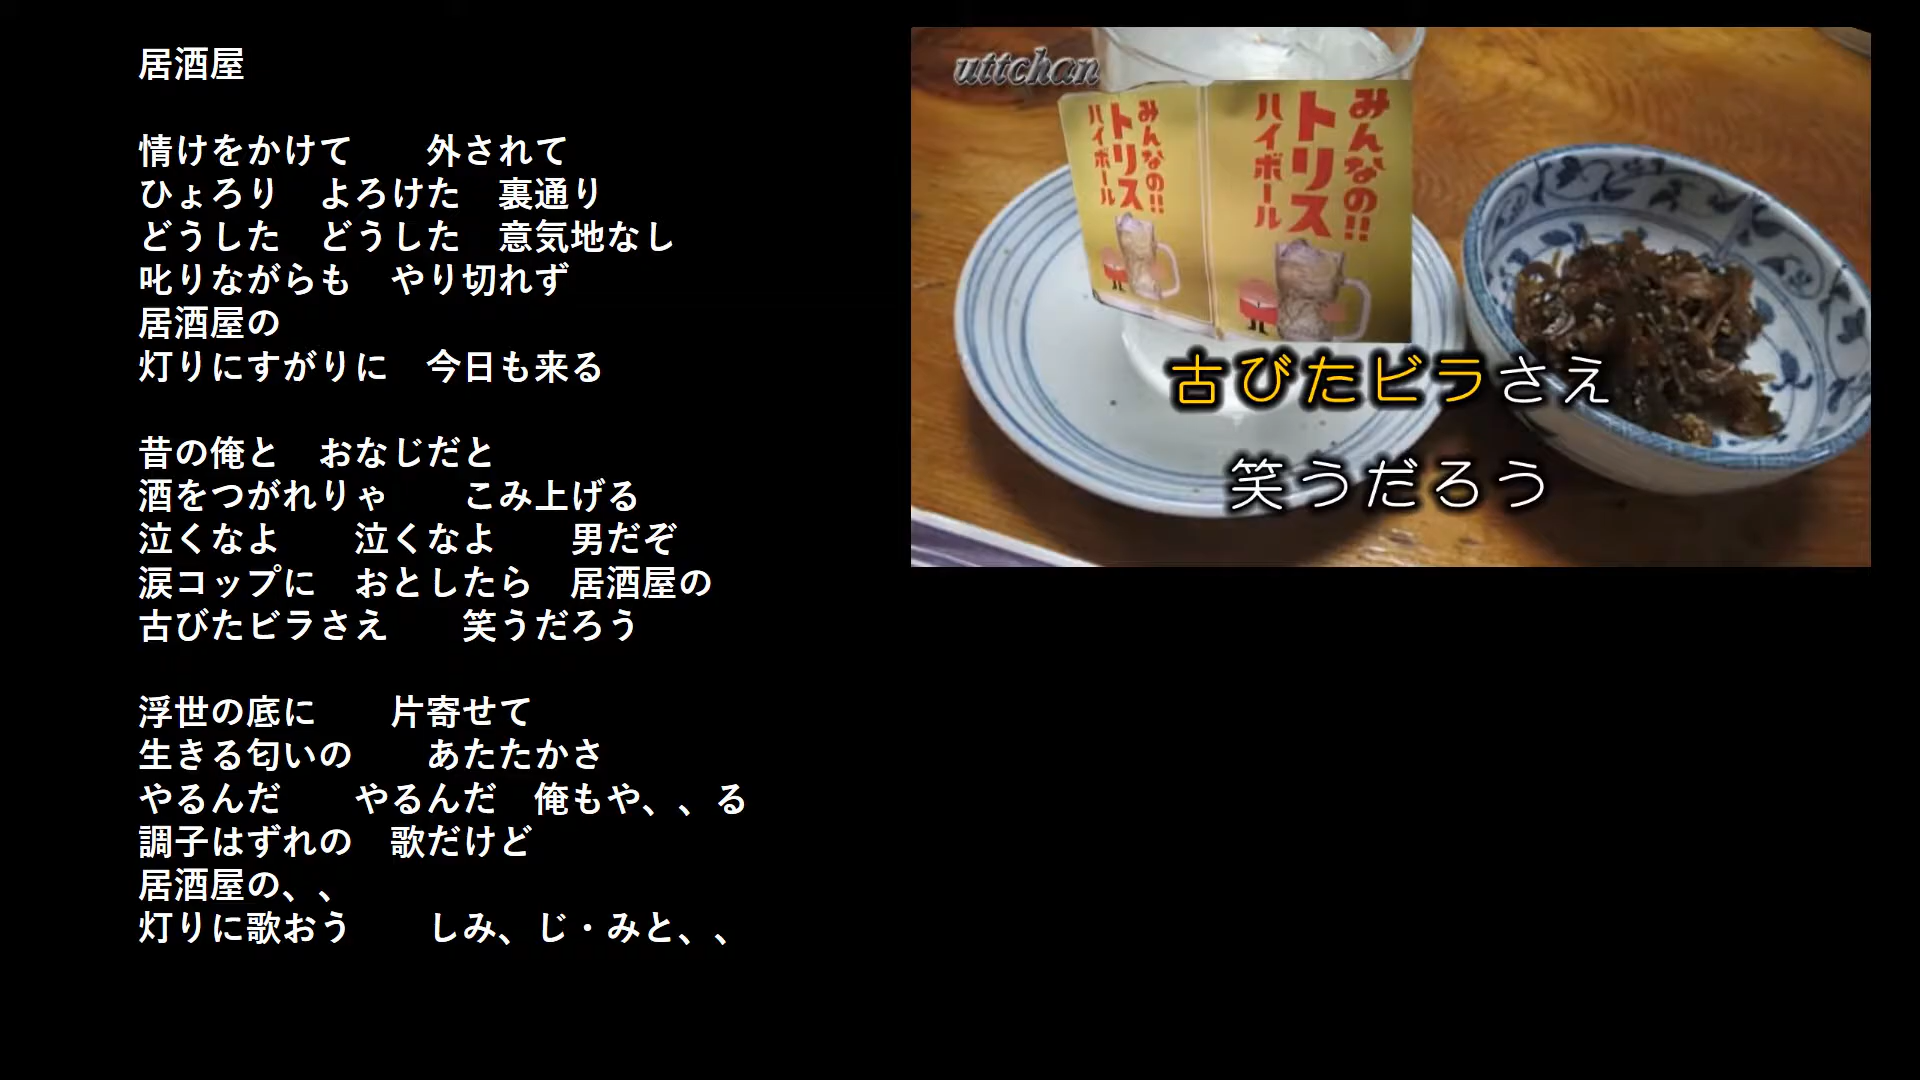 居酒屋
情けをかけて　　外されて
ひょろり　よろけた　裏通り
どうした　どうした　意気地なし
叱りながらも　やり切れず
居酒屋の
灯りにすがりに　今日も来る
昔の俺と　おなじだと
酒をつがれりゃ　　こみ上げる
泣くなよ　　泣くなよ　　男だぞ
涙コップに　おとしたら　居酒屋の
古びたビラさえ　　笑うだろう
浮世の底に　　片寄せて
生きる匂いの　　あたたかさ
やるんだ　　やるんだ　俺もや、、る
調子はずれの　歌だけど
居酒屋の、、
灯りに歌おう　　しみ、じ・みと、、
uttchan
みんなの!!
トリス
ハイボール
みんなの!!
トリス
ハイボール
古びたビラさえ
笑うだろう